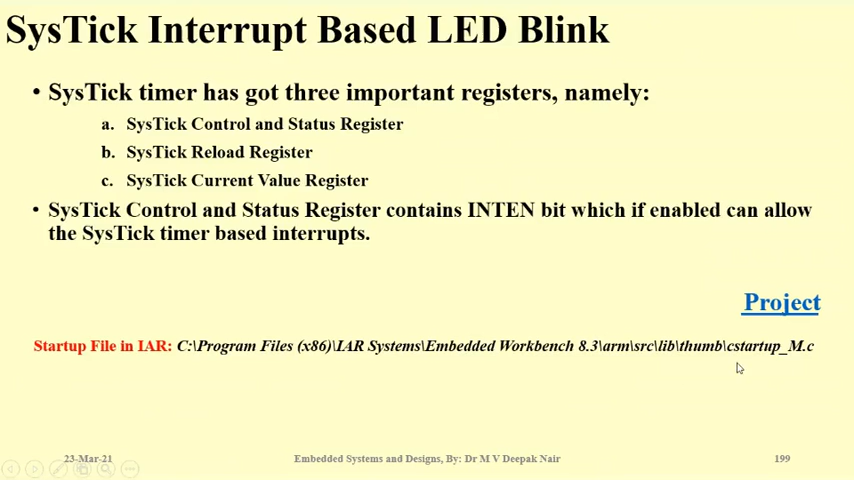 SysTick Interrupt Based LED Blink
• SysTick timer has got three important registers, namely:
a. SysTick Control and Status Register
b. SysTick Reload Register
c. SysTick Current Value Register
• SysTick Control and Status Register contains INTEN bit which if enabled can allow
the SysTick timer based interrupts.
Project
Startup File in IAR: C:\Program Files (x86)\IAR Systems\Embedded Workbench 8.3\arm\src\lib\thumb\cstartup_M.c
23-Mar-21 Embedded Systems and Designs, By: Dr M V Deepak Nair 199